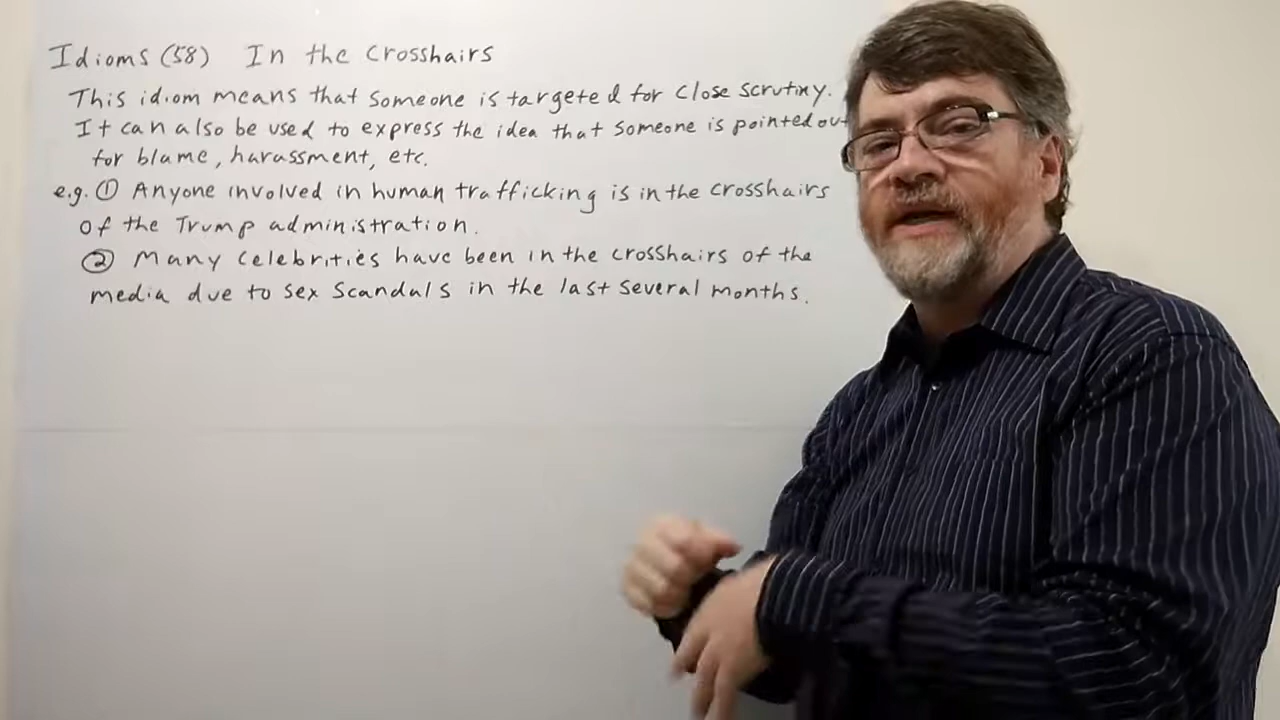 Idioms (58) In the Crosshairs
This idiom means that someone is targeted for close scrutiny.
It can also be used to express the idea that someone is pointed out
for blame, harassment, etc.
e.g. ① Anyone involved in human trafficking is in the crosshairs
of the Trump administration.
② Many celebrities have been in the crosshairs of the
media due to sex scandals in the last several months.